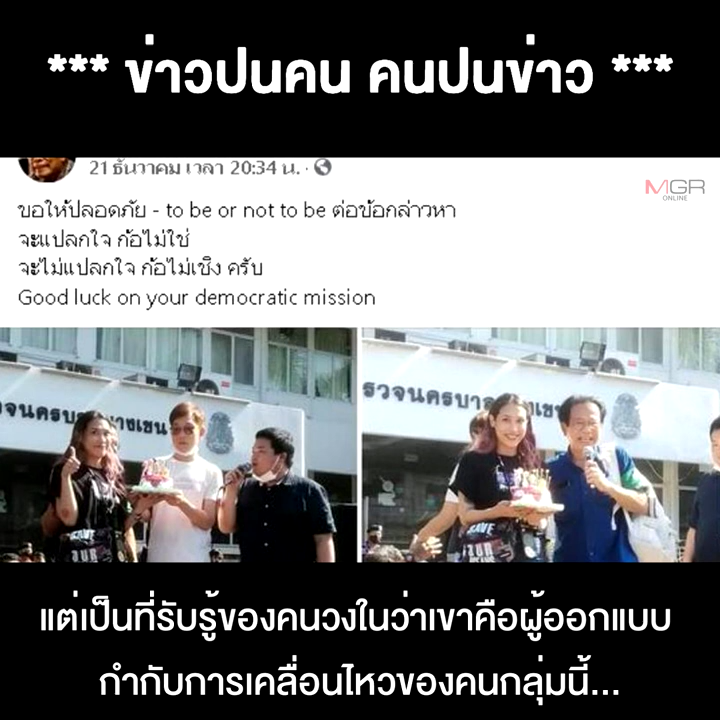 *** ข่าวปนคน คนปนข่าว ***
21 ธันวาคม เวลา 20:34 น. ·
MGR
ONLINE
ขอให้ปลอดภัย - to be or not to be ต่อข้อกล่าวหา
จะแปลกใจ ก้อไม่ใช่
จะไม่แปลกใจ ก้อไม่เชิง ครับ
Good luck on your democratic mission
แต่เป็นที่รับรู้ของคนวงในว่าเขาคือผู้ออกแบบ
กำกับการเคลื่อนไหวของคนกลุ่มนี้...